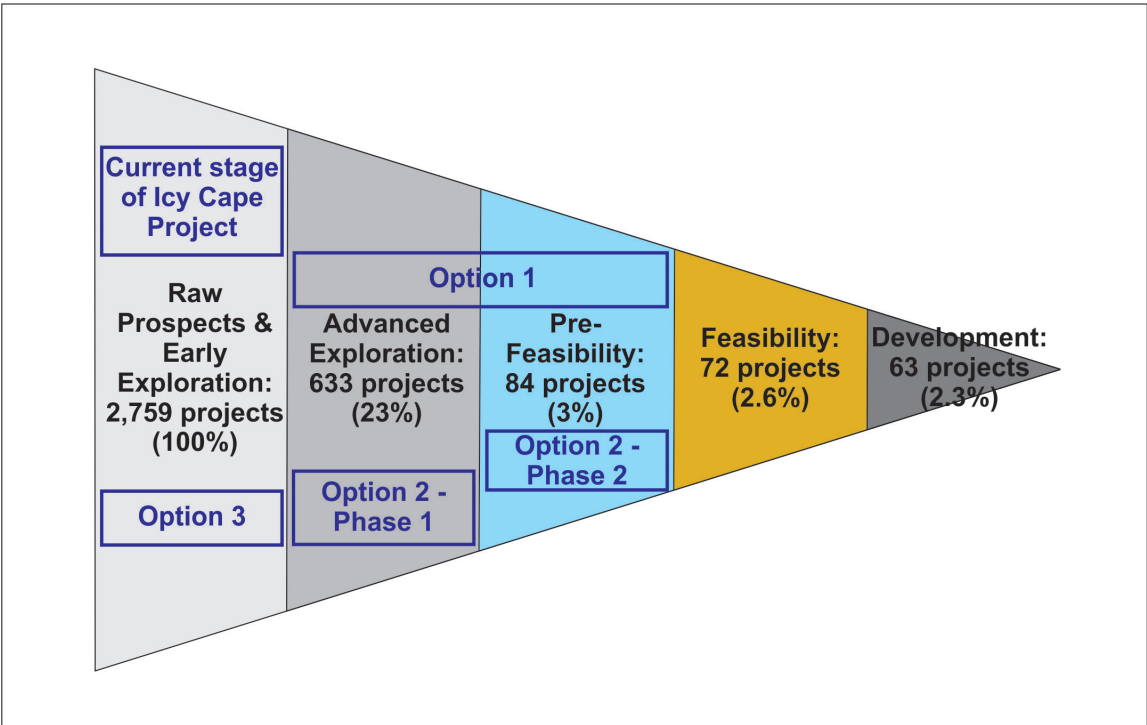 Current stage
of Icy Cape
Project
Raw
Prospects &
Early
Exploration:
2,759 projects
(100%)
Option 3
Option 1
Advanced
Exploration:
633 projects
(23%)
Option 2 -
Phase 1
Pre-
Feasibility:
84 projects
(3%)
Option 2 -
Phase 2
Feasibility:
72 projects
(2.6%)
Development:
63 projects
(2.3%)